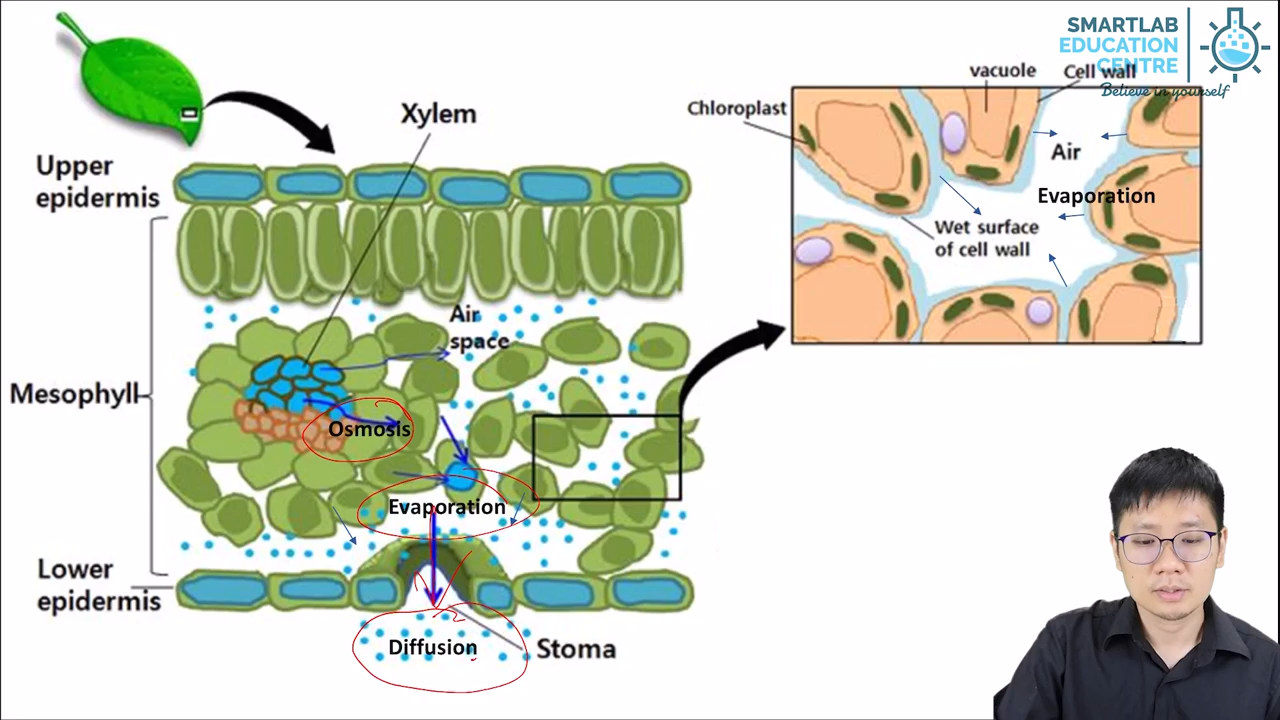 SMARTLAB
EDUCATION
CENTRE
Believe in yourself
vacuole
Cell wall
Chloroplast
Xylem
Air
Upper
epidermis
Evaporation
Wet surface
of cell wall
Air
space
Mesophyll
Osmosis
Evaporation
Lower
epidermis
Diffusion
Stoma